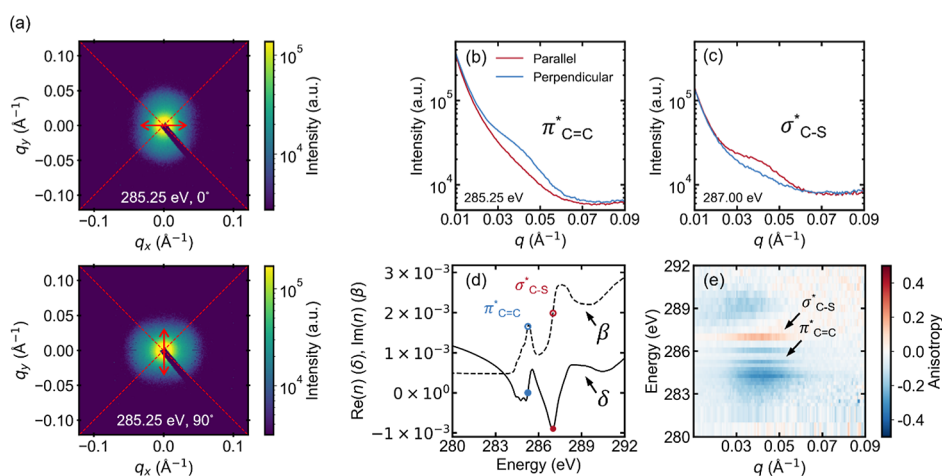 (a)
0.10
0.05
0.00
−0.05
−0.10
qy (Å⁻¹)
285.25 eV, 0°
−0.1
0.0
0.1
qx (Å⁻¹)
10⁵
10⁴
Intensity (a.u.)
0.10
0.05
0.00
−0.05
−0.10
qy (Å⁻¹)
285.25 eV, 90°
−0.1
0.0
0.1
qx (Å⁻¹)
10⁵
10⁴
Intensity (a.u.)
(b)
Parallel
Perpendicular
π*C=C
285.25 eV
10⁵
10⁴
Intensity (a.u.)
0.01
0.03
0.05
0.07
0.09
q (Å⁻¹)
(c)
σ*C-S
287.00 eV
10⁵
10⁴
Intensity (a.u.)
0.01
0.03
0.05
0.07
0.09
q (Å⁻¹)
(d)
3 × 10⁻³
2 × 10⁻³
1 × 10⁻³
0 × 10⁰
−1 × 10⁻³
Re(n) (δ), Im(n) (β)
π*C=C
σ*C-S
β
δ
280
283
286
289
292
Energy (eV)
(e)
292
289
286
283
280
Energy (eV)
σ*C-S
π*C=C
0.01
0.03
0.05
0.07
0.09
q (Å⁻¹)
0.4
0.2
0.0
−0.2
−0.4
Anisotropy